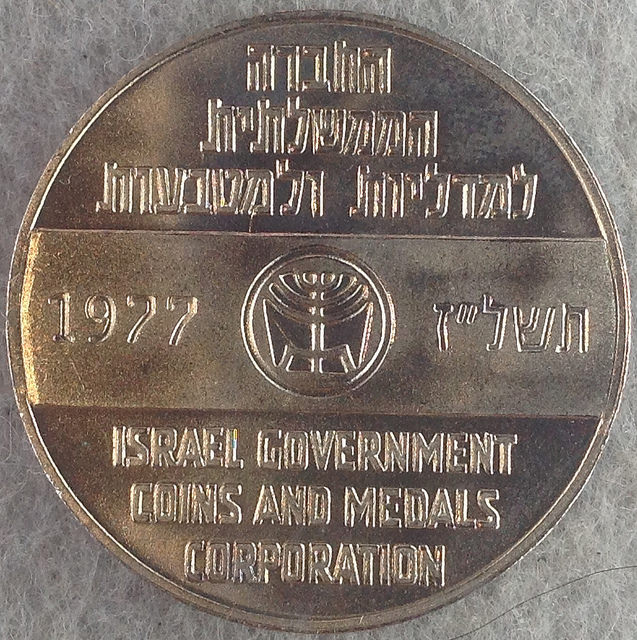 החברה
הממשלתית
למדליות ולמטבעות
1977 תשל"ז
ISRAEL GOVERNMENT
COINS AND MEDALS
CORPORATION